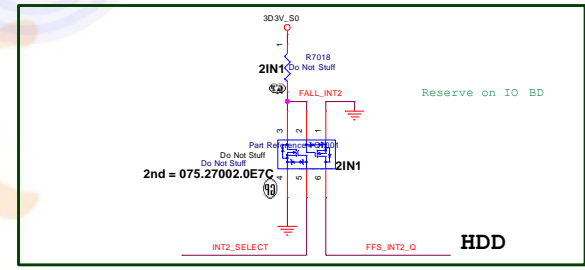 3D3V_S0
1
R7018
2IN1
Do Not Stuff
FALL_INT2
Reserve on IO BD
3
2
1
Part Reference
Do Not Stuff
Do Not Stuff
2IN1
2nd = 075.27002.0E7C
4
5
6
INT2_SELECT
FFS_INT2_Q
HDD